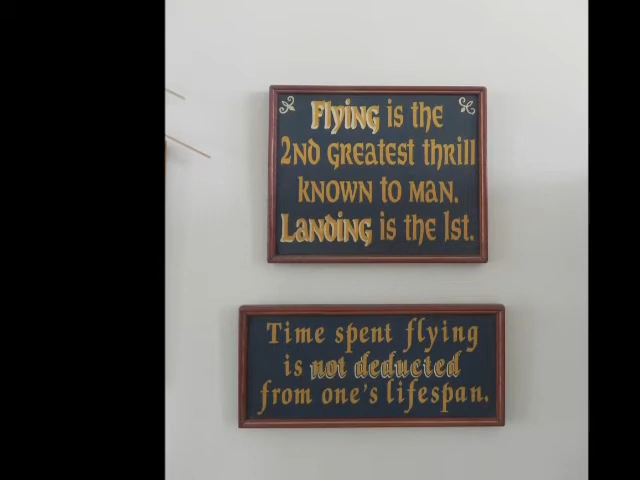 Flying is the
2nd greatest thrill
known to man.
Landing is the 1st.
Time spent flying
is not deducted
from one's lifespan.